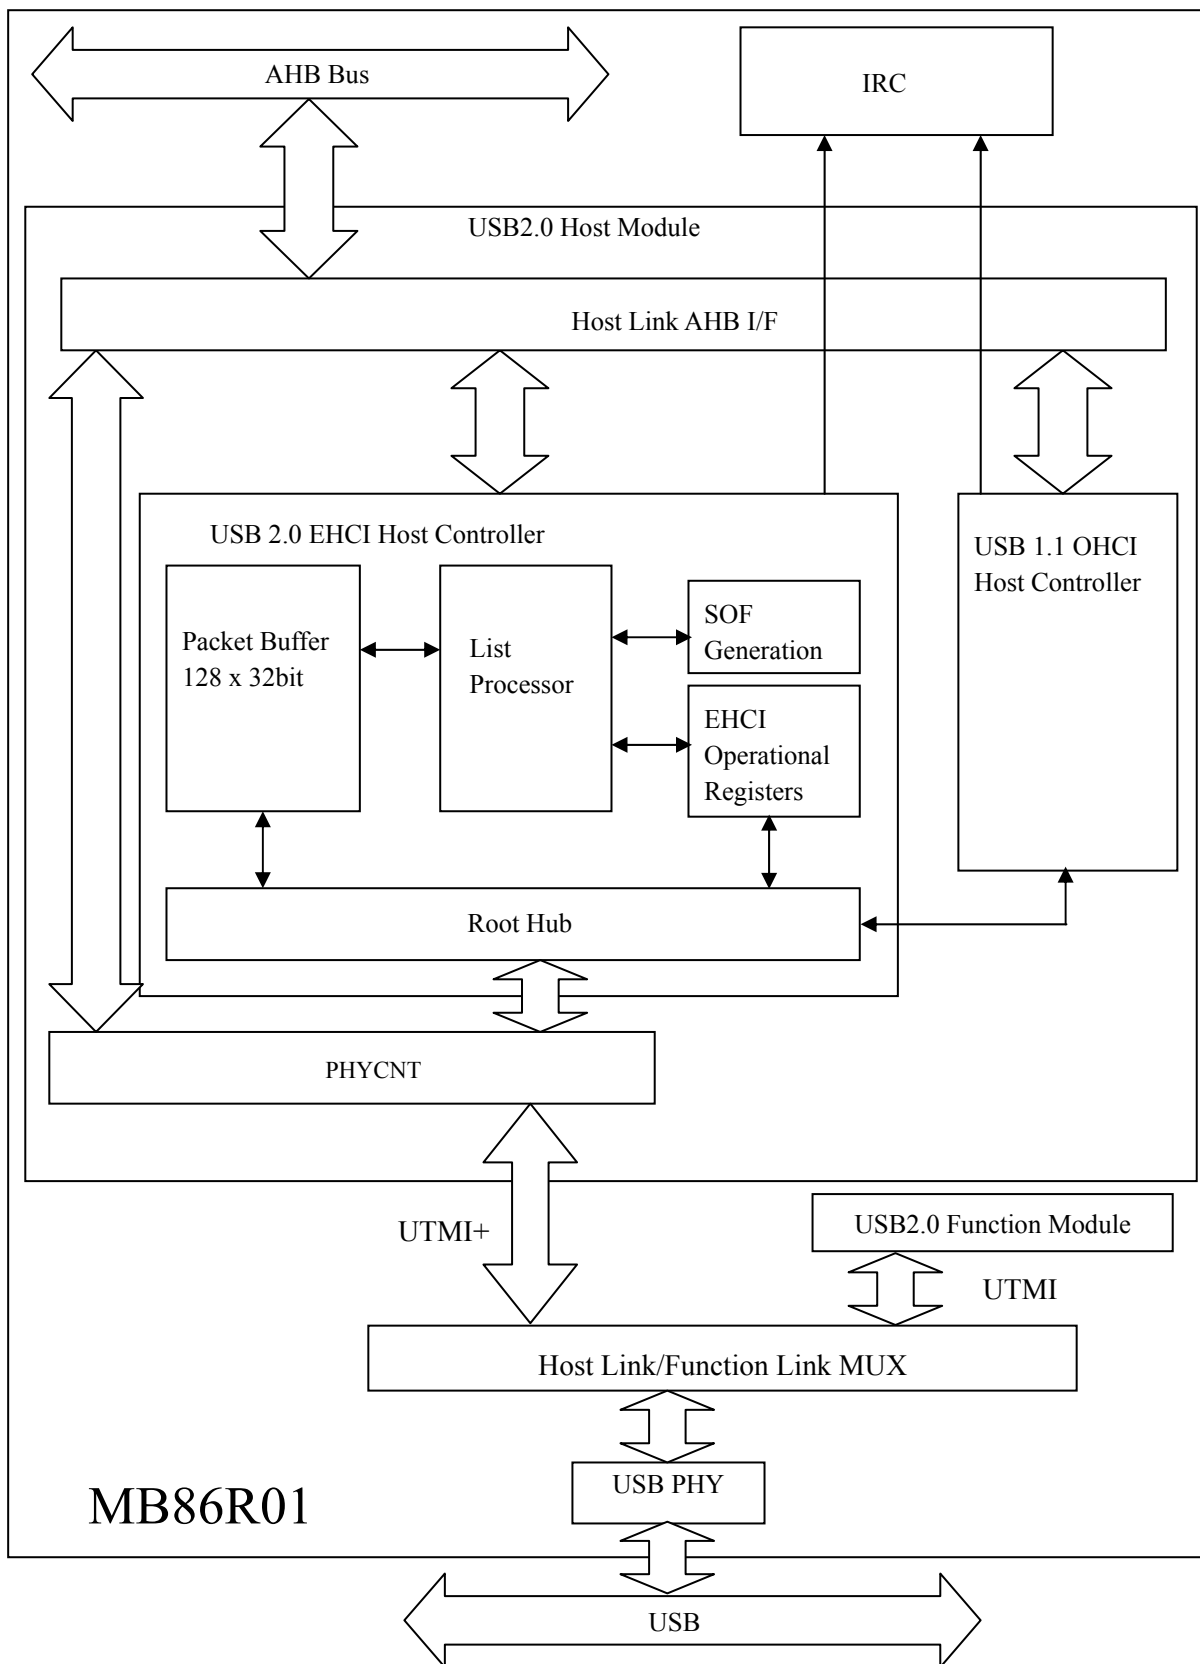 AHB Bus
IRC
USB2.0 Host Module
Host Link AHB I/F
USB 2.0 EHCI Host Controller
Packet Buffer
128 x 32bit
List
Processor
SOF
Generation
EHCI
Operational
Registers
USB 1.1 OHCI
Host Controller
Root Hub
PHYCNT
UTMI+
USB2.0 Function Module
UTMI
Host Link/Function Link MUX
USB PHY
MB86R01
USB